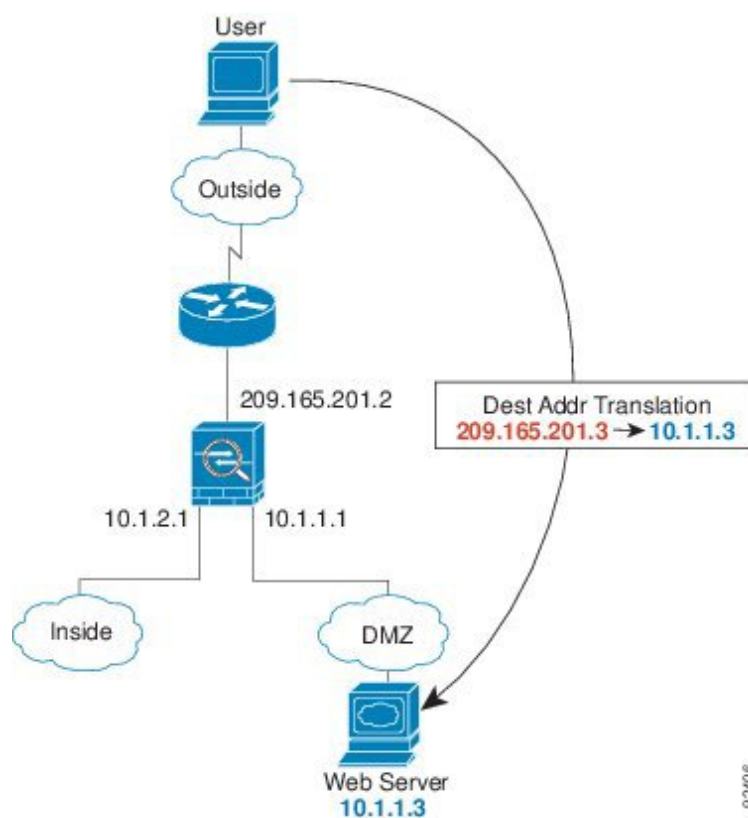 User
Outside
209.165.201.2
Dest Addr Translation
209.165.201.3 → 10.1.1.3
10.1.2.1
10.1.1.1
Inside
DMZ
Web Server
10.1.1.3